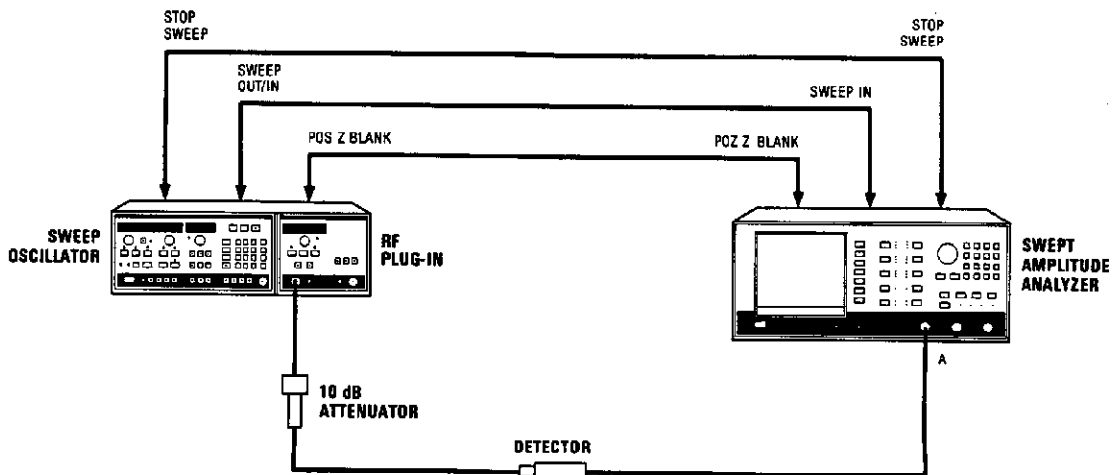 STOP
SWEEP
STOP
SWEEP
SWEEP
OUT/IN
SWEEP IN
POS Z BLANK
POZ Z BLANK
SWEEP
OSCILLATOR
RF
PLUG-IN
SWEPT
AMPLITUDE
ANALYZER
A
10 dB
ATTENUATOR
DETECTOR